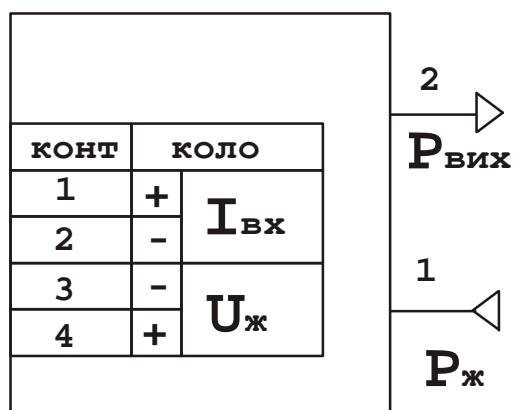 2
Pвих
конт коло
1 + Iвх
2 -
3 - Uж
4 +
1
Pж